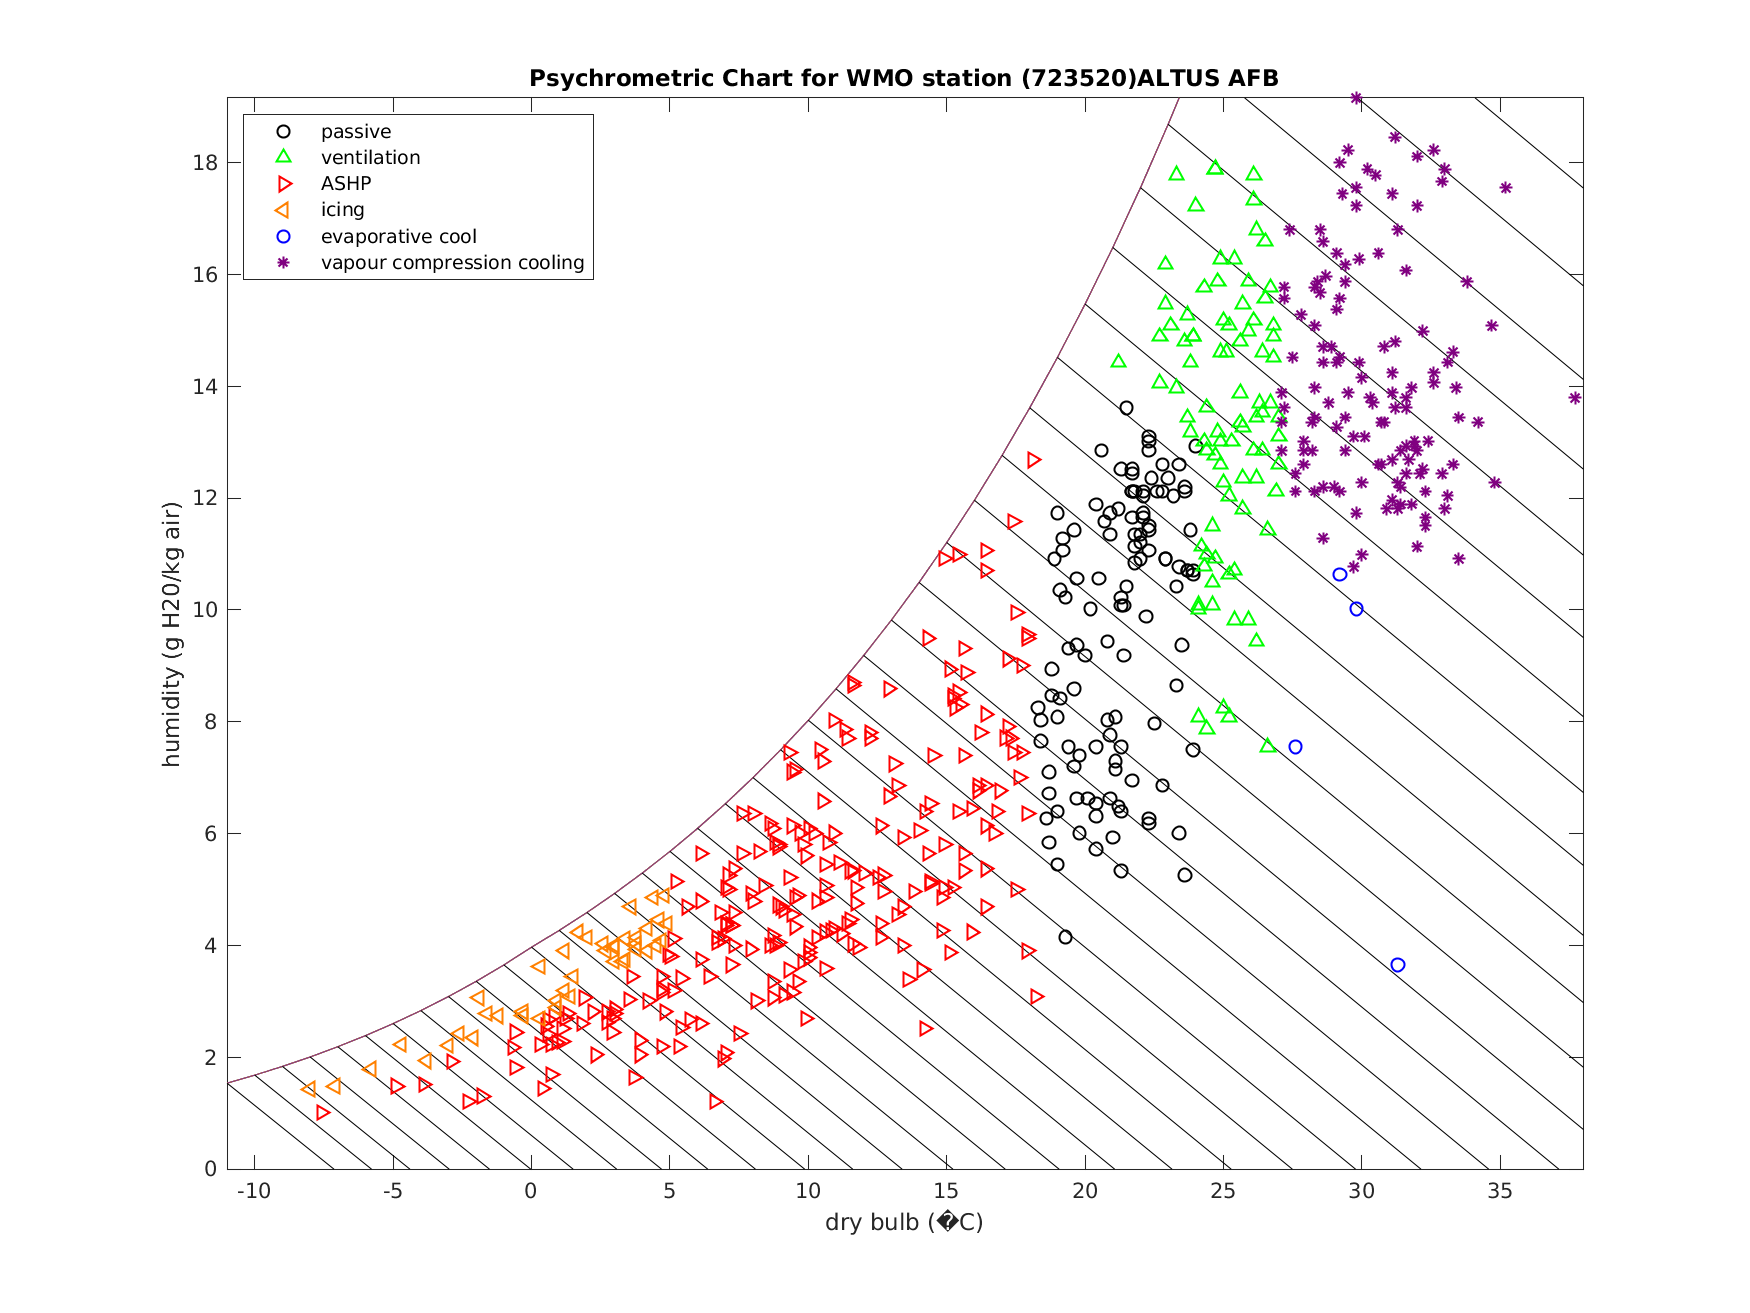 Psychrometric Chart for WMO station (723520)ALTUS AFB
passive
ventilation
ASHP
icing
evaporative cool
vapour compression cooling
humidity (g H20/kg air)
18
16
14
12
10
8
6
4
2
0
-10 -5 0 5 10 15 20 25 30 35
dry bulb (�C)